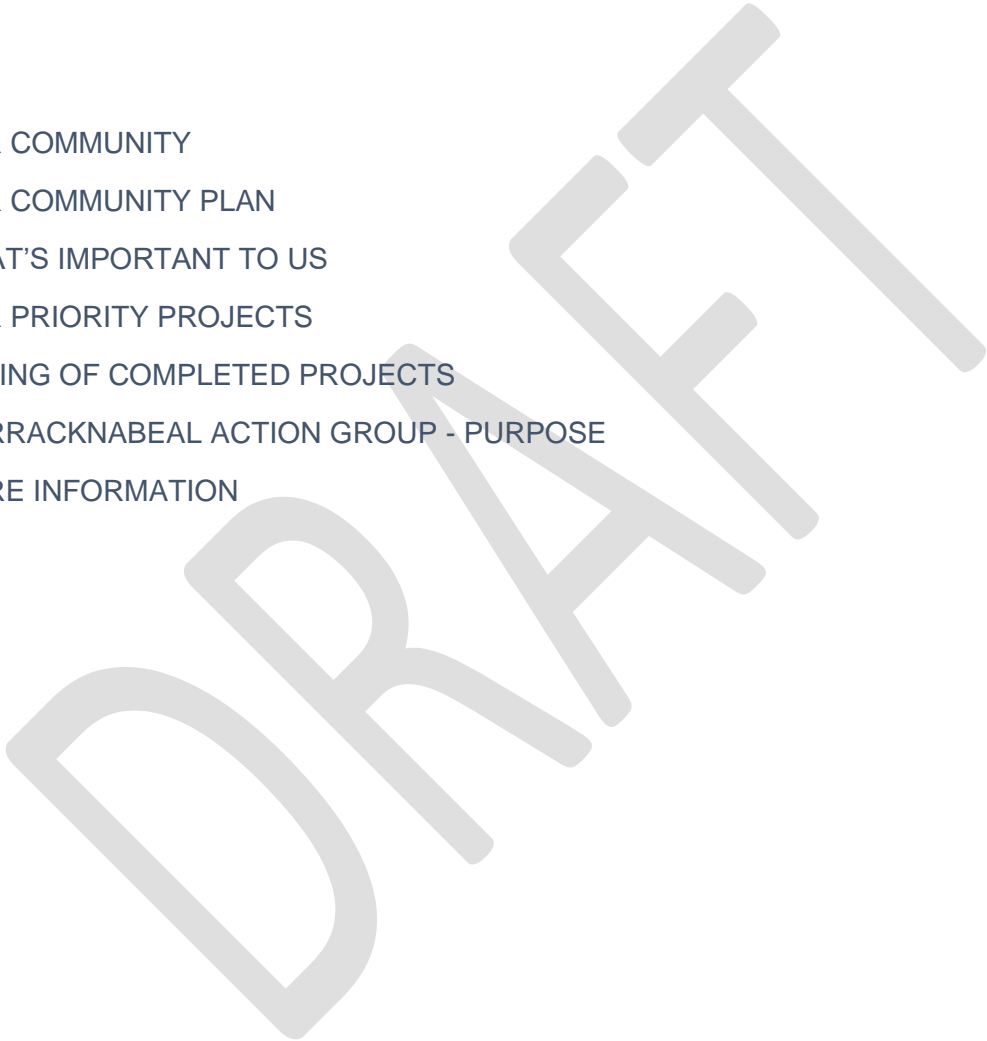 COMMUNITY
COMMUNITY PLAN
AT'S IMPORTANT TO US
PRIORITY PROJECTS
ING OF COMPLETED PROJECTS
RRACKNABEAL ACTION GROUP - PURPOSE
RE INFORMATION
DRAFT